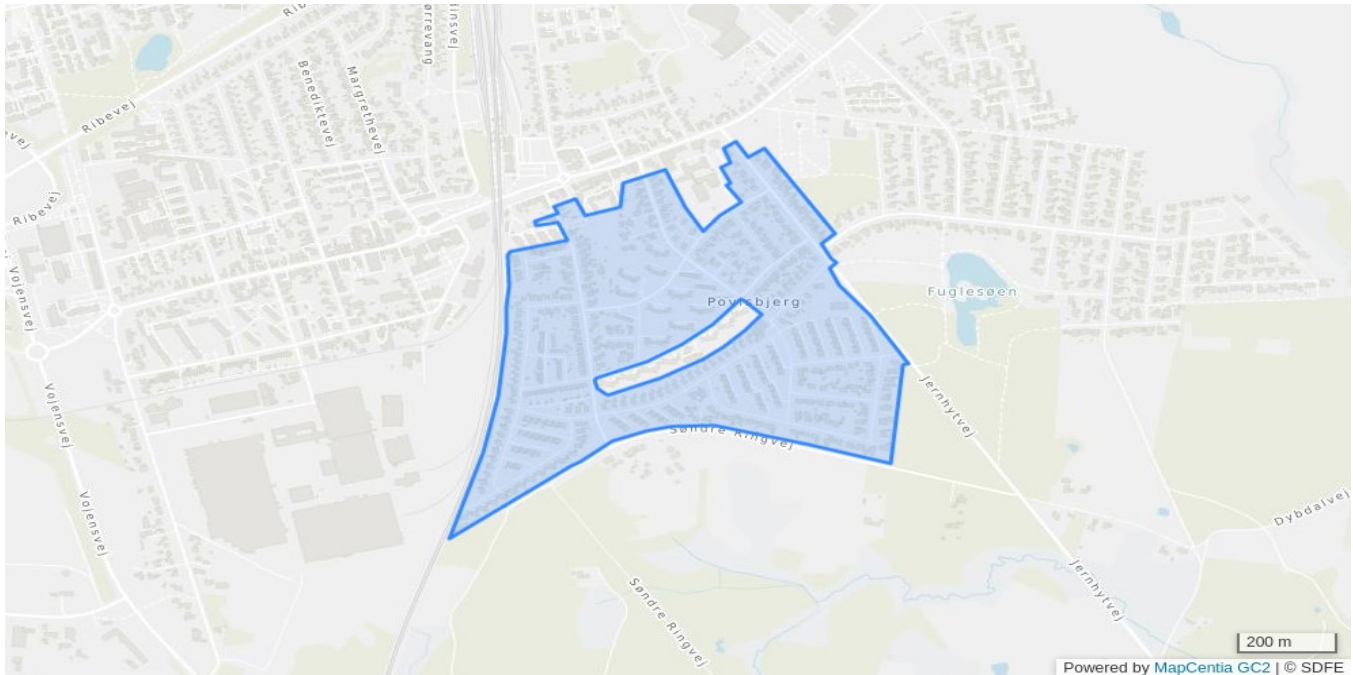 Ribevej
Benediktevej
Margrethevej
Ribevej
Vojensvej
Povlsbjerg
Fuglesøen
Jernhytvej
Vojensvej
Søndre Ringvej
Vojensvej
Dybdalvej
Søndre Ringvej
Jernhytvej
200 m
Powered by MapCentia GC2 | © SDFE